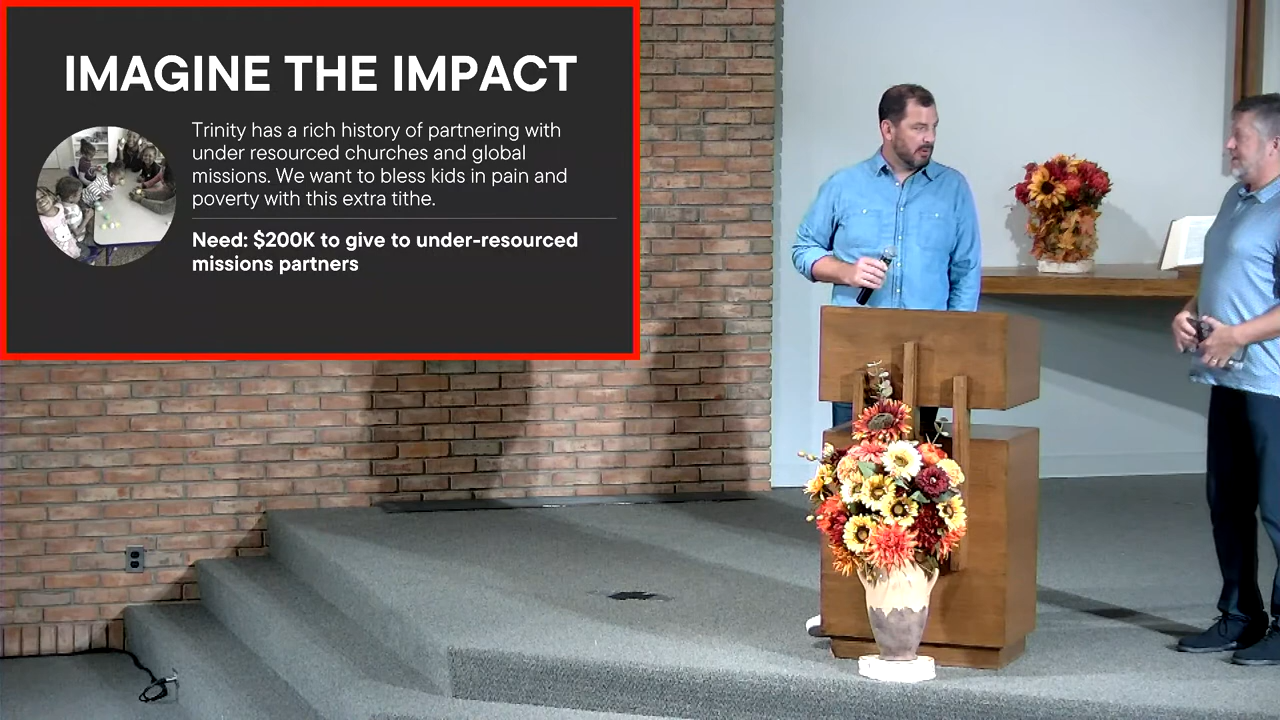 IMAGINE THE IMPACT
Trinity has a rich history of partnering with
under resourced churches and global
missions. We want to bless kids in pain and
poverty with this extra tithe.
Need: $200K to give to under-resourced
missions partners